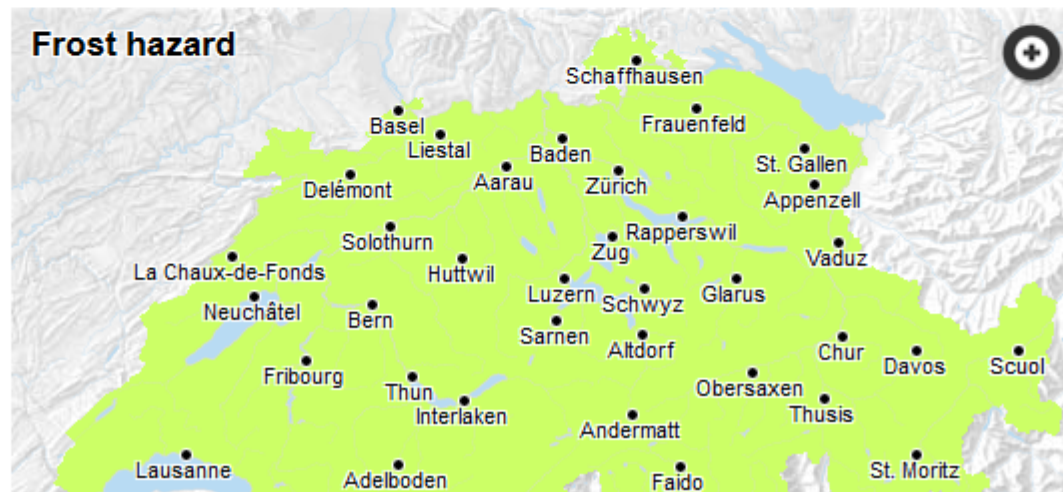 Frost hazard
Schaffhausen
Basel
Frauenfeld
Liestal
Baden
St. Gallen
Delémont
Aarau
Zürich
Appenzell
Solothurn
Rapperswil
Zug
Vaduz
La Chaux-de-Fonds
Huttwil
Luzern
Schwyz
Glarus
Neuchâtel
Bern
Sarnen
Altdorf
Chur
Davos
Scuol
Fribourg
Thun
Obersaxen
Interlaken
Thusis
Andermatt
Lausanne
Adelboden
Faido
St. Moritz